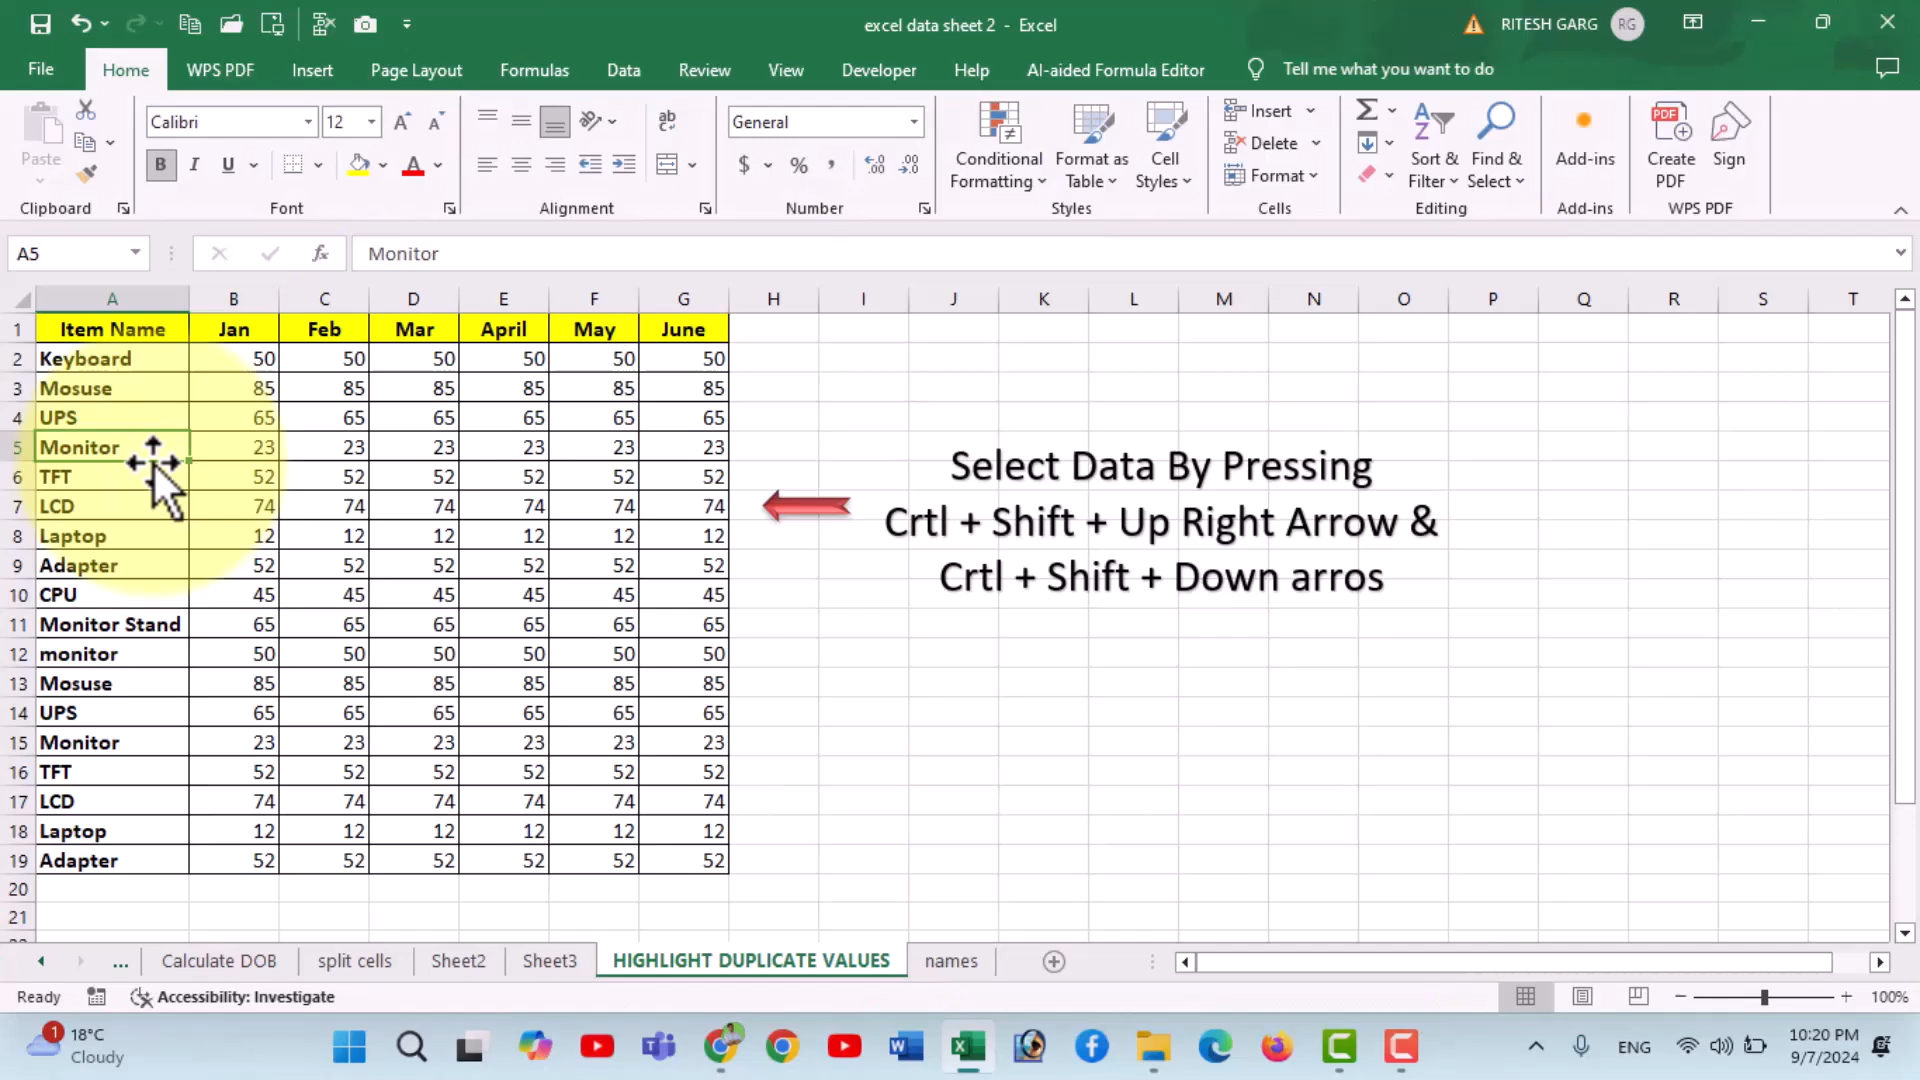 excel data sheet 2 - Excel
RITESH GARG RG
File Home WPS PDF Insert Page Layout Formulas Data Review View Developer Help AI-aided Formula Editor Tell me what you want to do
Calibri 12 General
Paste
B I U
ab
$ % ,
Conditional Formatting
Format as Table
Cell Styles
Insert
Delete
Format
Sort & Filter
Find & Select
Add-ins
Create PDF
Sign
Clipboard Font Alignment Number Styles Cells Editing Add-ins WPS PDF
A5 fx Monitor
A B C D E F G H I J K L M N O P Q R S T
1 Item Name Jan Feb Mar April May June
2 Keyboard 50 50 50 50 50 50
3 Mosuse 85 85 85 85 85 85
4 UPS 65 65 65 65 65 65
5 Monitor 23 23 23 23 23 23
6 TFT 52 52 52 52 52 52
7 LCD 74 74 74 74 74 74
8 Laptop 12 12 12 12 12 12
9 Adapter 52 52 52 52 52 52
10 CPU 45 45 45 45 45 45
11 Monitor Stand 65 65 65 65 65 65
12 monitor 50 50 50 50 50 50
13 Mosuse 85 85 85 85 85 85
14 UPS 65 65 65 65 65 65
15 Monitor 23 23 23 23 23 23
16 TFT 52 52 52 52 52 52
17 LCD 74 74 74 74 74 74
18 Laptop 12 12 12 12 12 12
19 Adapter 52 52 52 52 52 52
20
21
Select Data By Pressing
Crtl + Shift + Up Right Arrow &
Crtl + Shift + Down arros
... Calculate DOB split cells Sheet2 Sheet3 HIGHLIGHT DUPLICATE VALUES names
Ready Accessibility: Investigate 100%
1 18°C
Cloudy
ENG
10:20 PM
9/7/2024